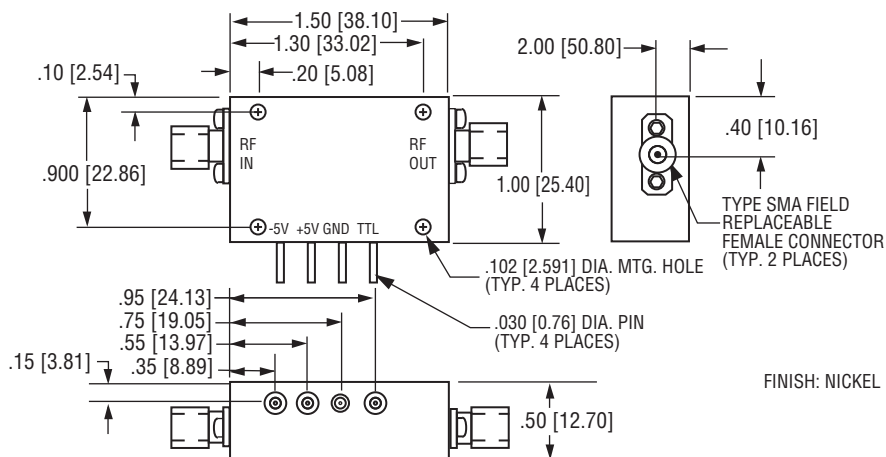 1.50 [38.10]
1.30 [33.02]
.20 [5.08]
2.00 [50.80]
.10 [2.54]
.900 [22.86]
RF
IN
RF
OUT
1.00 [25.40]
.40 [10.16]
-5V +5V GND TTL
TYPE SMA FIELD
REPLACEABLE
FEMALE CONNECTOR
(TYP. 2 PLACES)
.102 [2.591] DIA. MTG. HOLE
(TYP. 4 PLACES)
.95 [24.13]
.75 [19.05]
.55 [13.97]
.35 [8.89]
.030 [0.76] DIA. PIN
(TYP. 4 PLACES)
.15 [3.81]
.50 [12.70]
FINISH: NICKEL